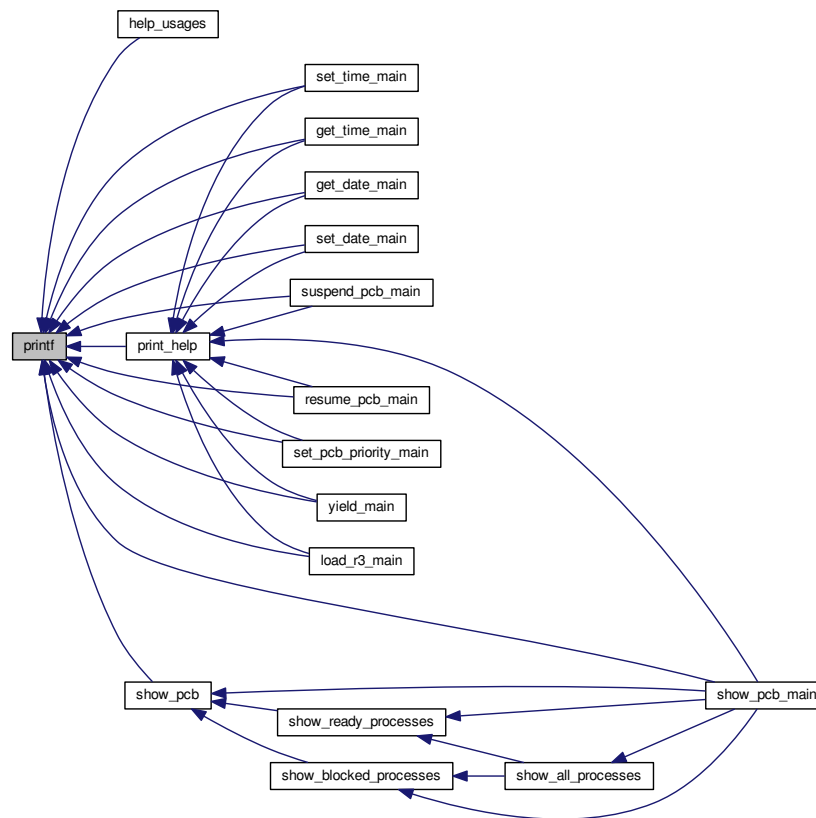 help_usages
set_time_main
get_time_main
get_date_main
set_date_main
suspend_pcb_main
printf
print_help
resume_pcb_main
set_pcb_priority_main
yield_main
load_r3_main
show_pcb
show_pcb_main
show_ready_processes
show_blocked_processes
show_all_processes